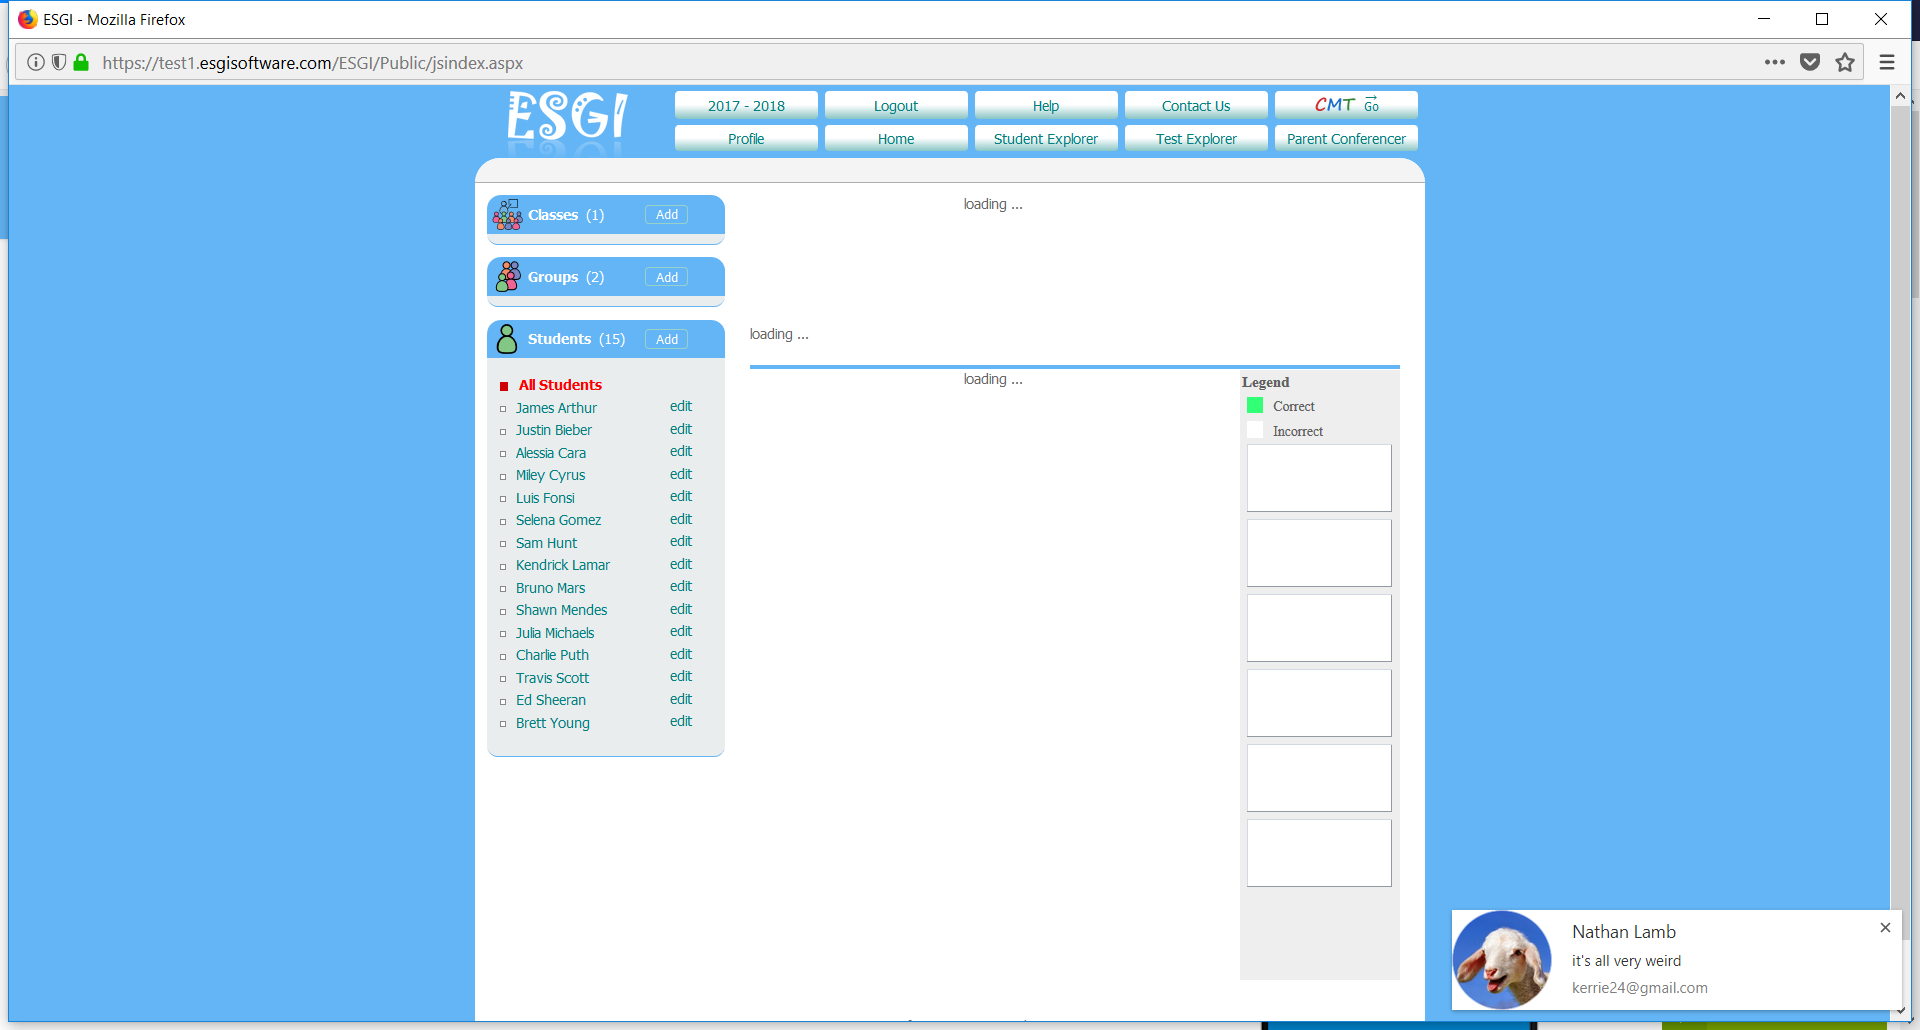 ESGI - Mozilla Firefox
https://test1.esgisoftware.com/ESGI/Public/jsindex.aspx
ESGI
2017 - 2018 Logout Help Contact Us CMT Go
Profile Home Student Explorer Test Explorer Parent Conferencer
Classes (1) Add
Groups (2) Add
Students (15) Add
All Students
James Arthur edit
Justin Bieber edit
Alessia Cara edit
Miley Cyrus edit
Luis Fonsi edit
Selena Gomez edit
Sam Hunt edit
Kendrick Lamar edit
Bruno Mars edit
Shawn Mendes edit
Julia Michaels edit
Charlie Puth edit
Travis Scott edit
Ed Sheeran edit
Brett Young edit
loading ...
loading ...
loading ...
Legend
Correct
Incorrect
Nathan Lamb
it's all very weird
kerrie24@gmail.com